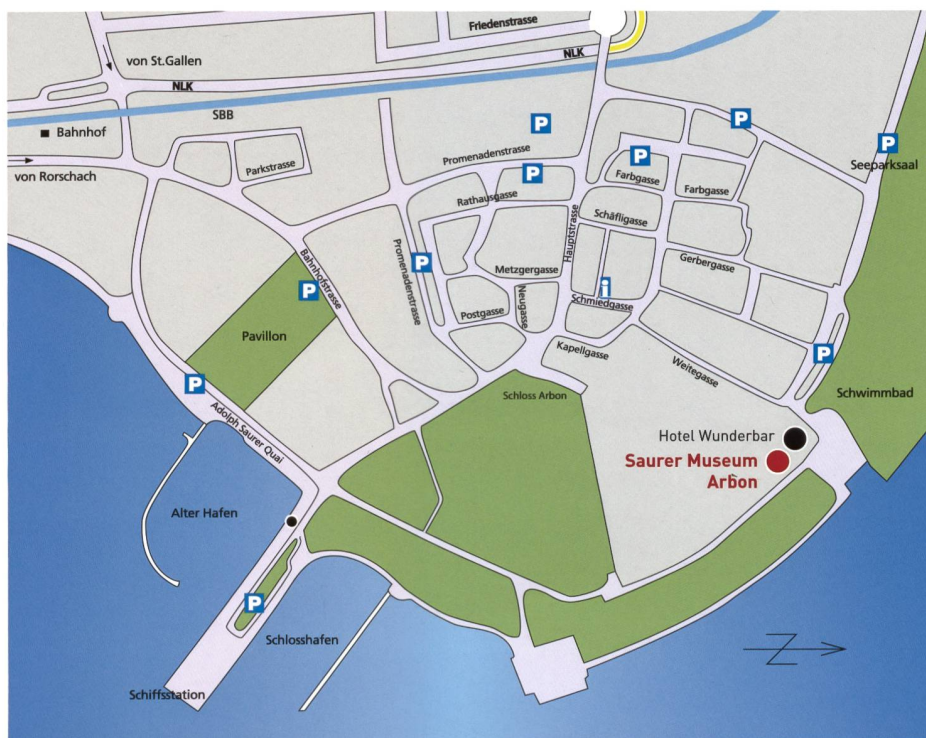 Friedenstrasse
von St.Gallen
NLK
NLK
SBB
P
P
Bahnhof
Promenadenstrasse
P
P
Seeparksaal
von Rorschach
Parkstrasse
P
Farbgasse
Farbgasse
Rathausgasse
Hauptstrasse
Schäfligasse
Promenadenstrasse
Bahnhofstrasse
P
Metzgergasse
Gerbergasse
P
i
Schmiedgasse
Postgasse
Neugasse
Pavillon
Kapellgasse
Weitegasse
P
P
Schloss Arbon
Schwimmbad
Adolph Saurer Quai
Hotel Wunderbar
Saurer Museum
Arbon
Alter Hafen
P
Schlosshafen
Schiffsstation